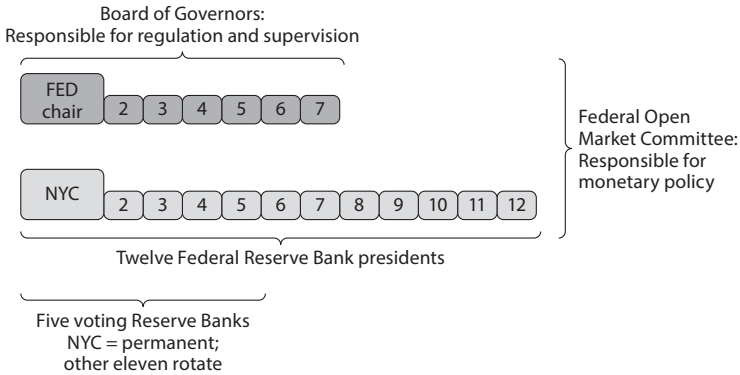 Board of Governors:
Responsible for regulation and supervision
FED
chair
2 3 4 5 6 7
Federal Open
Market Committee:
Responsible for
monetary policy
NYC
2 3 4 5 6 7 8 9 10 11 12
Twelve Federal Reserve Bank presidents
Five voting Reserve Banks
NYC = permanent;
other eleven rotate